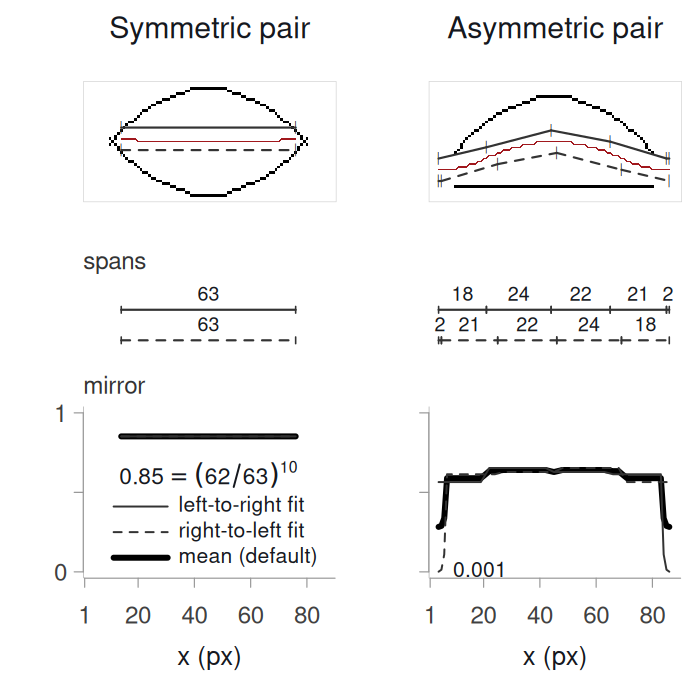 Symmetric pair
Asymmetric pair
spans
63
63
18 24 22 21 2
2 21 22 24 18
mirror
1
0.85 = (62/63)^10
left-to-right fit
right-to-left fit
mean (default)
0
0.001
1 20 40 60 80
1 20 40 60 80
x (px)
x (px)